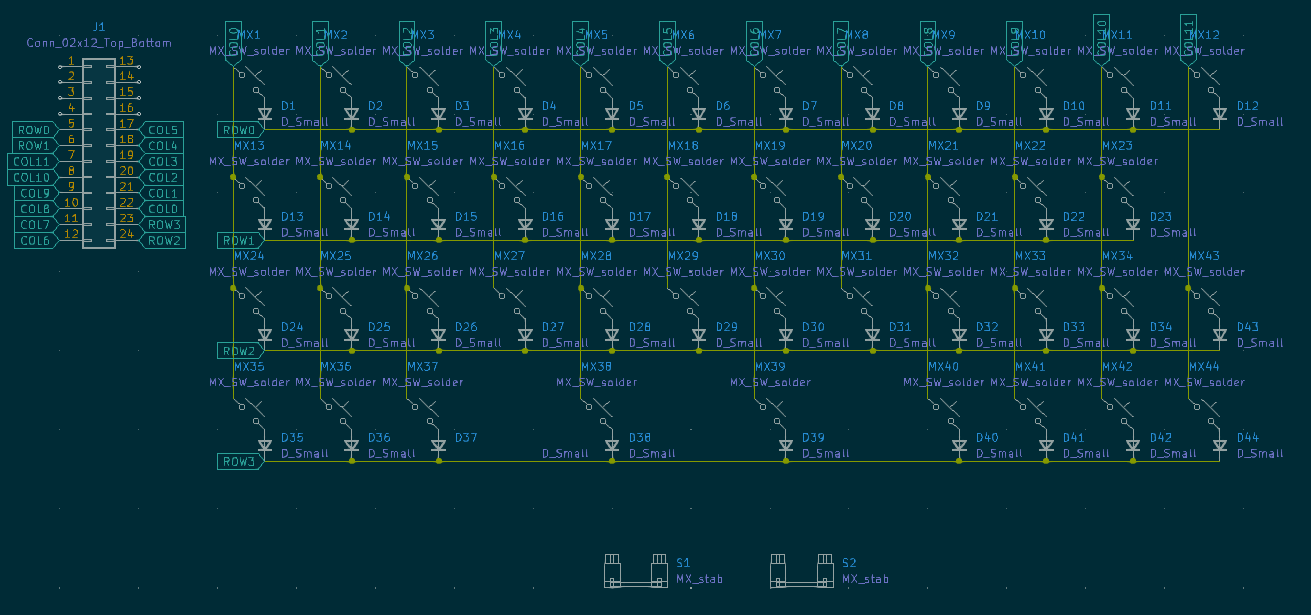 J1
Conn_02x12_Top_Bottom
1 13
2 14
3 15
4 16
ROW0 5 17 COL5
ROW1 6 18 COL4
COL11 7 19 COL3
COL10 8 20 COL2
COL9 9 21 COL1
COL8 10 22 COL0
COL7 11 23 ROW3
COL6 12 24 ROW2
COL0 COL1 COL2 COL3 COL4 COL5 COL6 COL7 COL8 COL9 COL10 COL11
MX1 MX2 MX3 MX4 MX5 MX6 MX7 MX8 MX9 MX10 MX11 MX12
MX_SW_solder MX_SW_solder MX_SW_solder MX_SW_solder MX_SW_solder MX_SW_solder MX_SW_solder MX_SW_solder MX_SW_solder MX_SW_solder MX_SW_solder MX_SW_solder
D1 D2 D3 D4 D5 D6 D7 D8 D9 D10 D11 D12
D_Small D_Small D_Small D_Small D_Small D_Small D_Small D_Small D_Small D_Small D_Small D_Small
ROW0
MX13 MX14 MX15 MX16 MX17 MX18 MX19 MX20 MX21 MX22 MX23
MX_SW_solder MX_SW_solder MX_SW_solder MX_SW_solder MX_SW_solder MX_SW_solder MX_SW_solder MX_SW_solder MX_SW_solder MX_SW_solder MX_SW_solder
D13 D14 D15 D16 D17 D18 D19 D20 D21 D22 D23
D_Small D_Small D_Small D_Small D_Small D_Small D_Small D_Small D_Small D_Small D_Small
ROW1
MX24 MX25 MX26 MX27 MX28 MX29 MX30 MX31 MX32 MX33 MX34 MX43
MX_SW_solder MX_SW_solder MX_SW_solder MX_SW_solder MX_SW_solder MX_SW_solder MX_SW_solder MX_SW_solder MX_SW_solder MX_SW_solder MX_SW_solder MX_SW_solder
D24 D25 D26 D27 D28 D29 D30 D31 D32 D33 D34 D43
D_Small D_Small D_Small D_Small D_Small D_Small D_Small D_Small D_Small D_Small D_Small D_Small
ROW2
MX35 MX36 MX37 MX38 MX39 MX40 MX41 MX42 MX44
MX_SW_solder MX_SW_solder MX_SW_solder MX_SW_solder MX_SW_solder MX_SW_solder MX_SW_solder MX_SW_solder MX_SW_solder
D35 D36 D37 D38 D39 D40 D41 D42 D44
D_Small D_Small D_Small D_Small D_Small D_Small D_Small D_Small D_Small
ROW3
S1 S2
MX_stab MX_stab